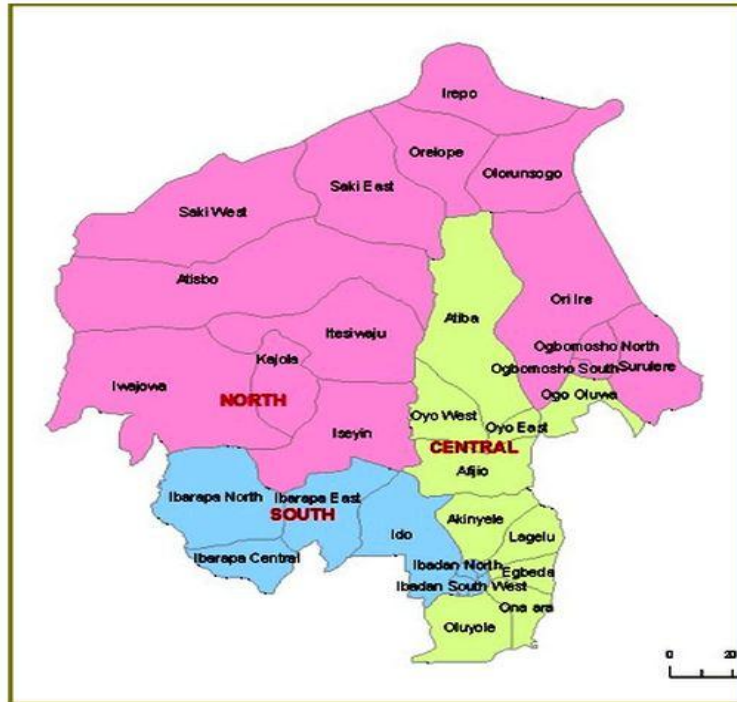 Irepo
Orelope
Olorunsogo
Saki East
Saki West
Atisbo
Ori Ire
Atiba
Itesiwaju
Ogbomosho North
Kajola
Ogbomosho South
Surulere
Iwajowa
Ogo Oluwa
NORTH
Oyo West
Oyo East
Iseyin
CENTRAL
Afijio
Ibarapa North
Ibarapa East
SOUTH
Akinyele
Ido
Lagelu
Ibarapa Central
Ibadan North
Egbeda
Ibadan South West
Ona ara
Oluyole
0
20